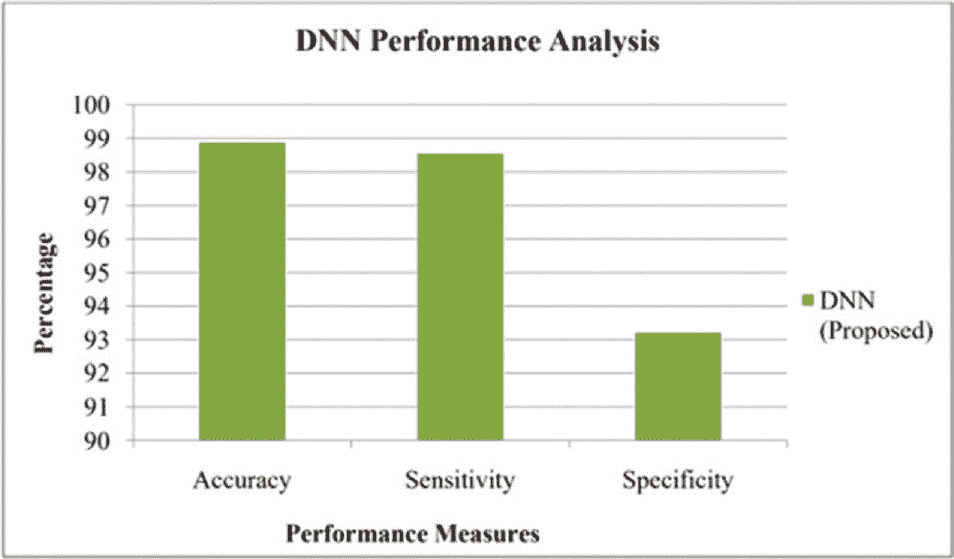 DNN Performance Analysis
100
99
98
97
96
95
94
93
92
91
90
Percentage
Accuracy
Sensitivity
Specificity
Performance Measures
DNN
(Proposed)